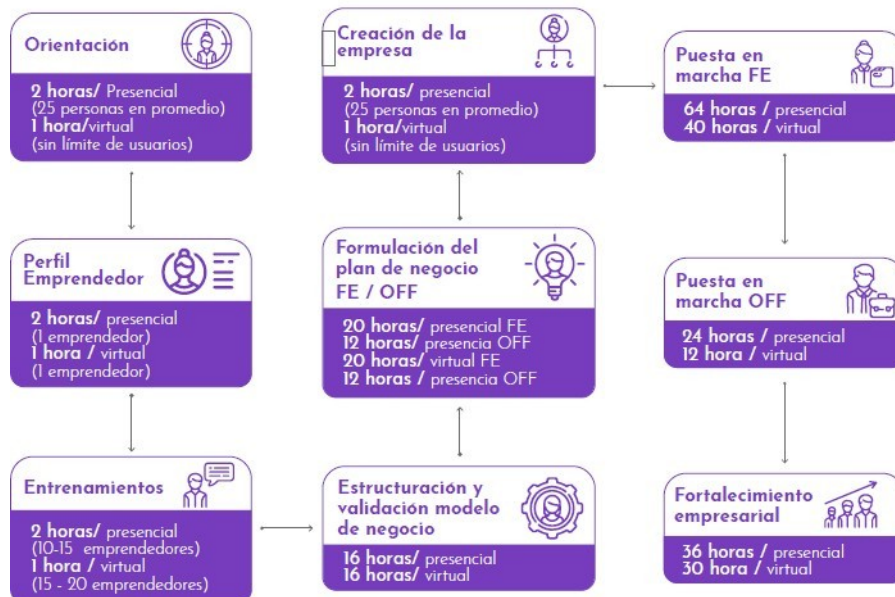 Orientación
2 horas/ Presencial
(25 personas en promedio)
1 hora/virtual
(sin límite de usuarios)
Perfil
Emprendedor
2 horas/ presencial
(1 emprendedor)
1 hora / virtual
(1 emprendedor)
Entrenamientos
2 horas/ presencial
(10-15 emprendedores)
1 hora / virtual
(15 - 20 emprendedores)
Estructuración y
validación modelo
de negocio
16 horas/ presencial
16 horas/ virtual
Formulación del
plan de negocio
FE / OFF
20 horas/ presencial FE
12 horas/ presencia OFF
20 horas/ virtual FE
12 horas / presencia OFF
Creación de la
empresa
2 horas/ presencial
(25 personas en promedio)
1 hora/virtual
(sin límite de usuarios)
Puesta en
marcha FE
64 horas / presencial
40 horas / virtual
Puesta en
marcha OFF
24 horas / presencial
12 hora / virtual
Fortalecimiento
empresarial
36 horas / presencial
30 hora / virtual